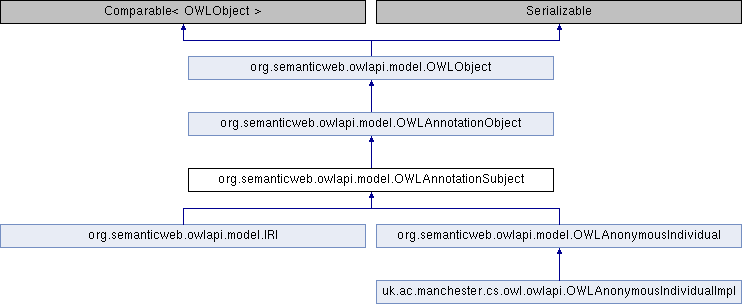 Comparable< OWLObject >
Serializable
org.semanticweb.owlapi.model.OWLObject
org.semanticweb.owlapi.model.OWLAnnotationObject
org.semanticweb.owlapi.model.OWLAnnotationSubject
org.semanticweb.owlapi.model.IRI
org.semanticweb.owlapi.model.OWLAnonymousIndividual
uk.ac.manchester.cs.owl.owlapi.OWLAnonymousIndividualImpl